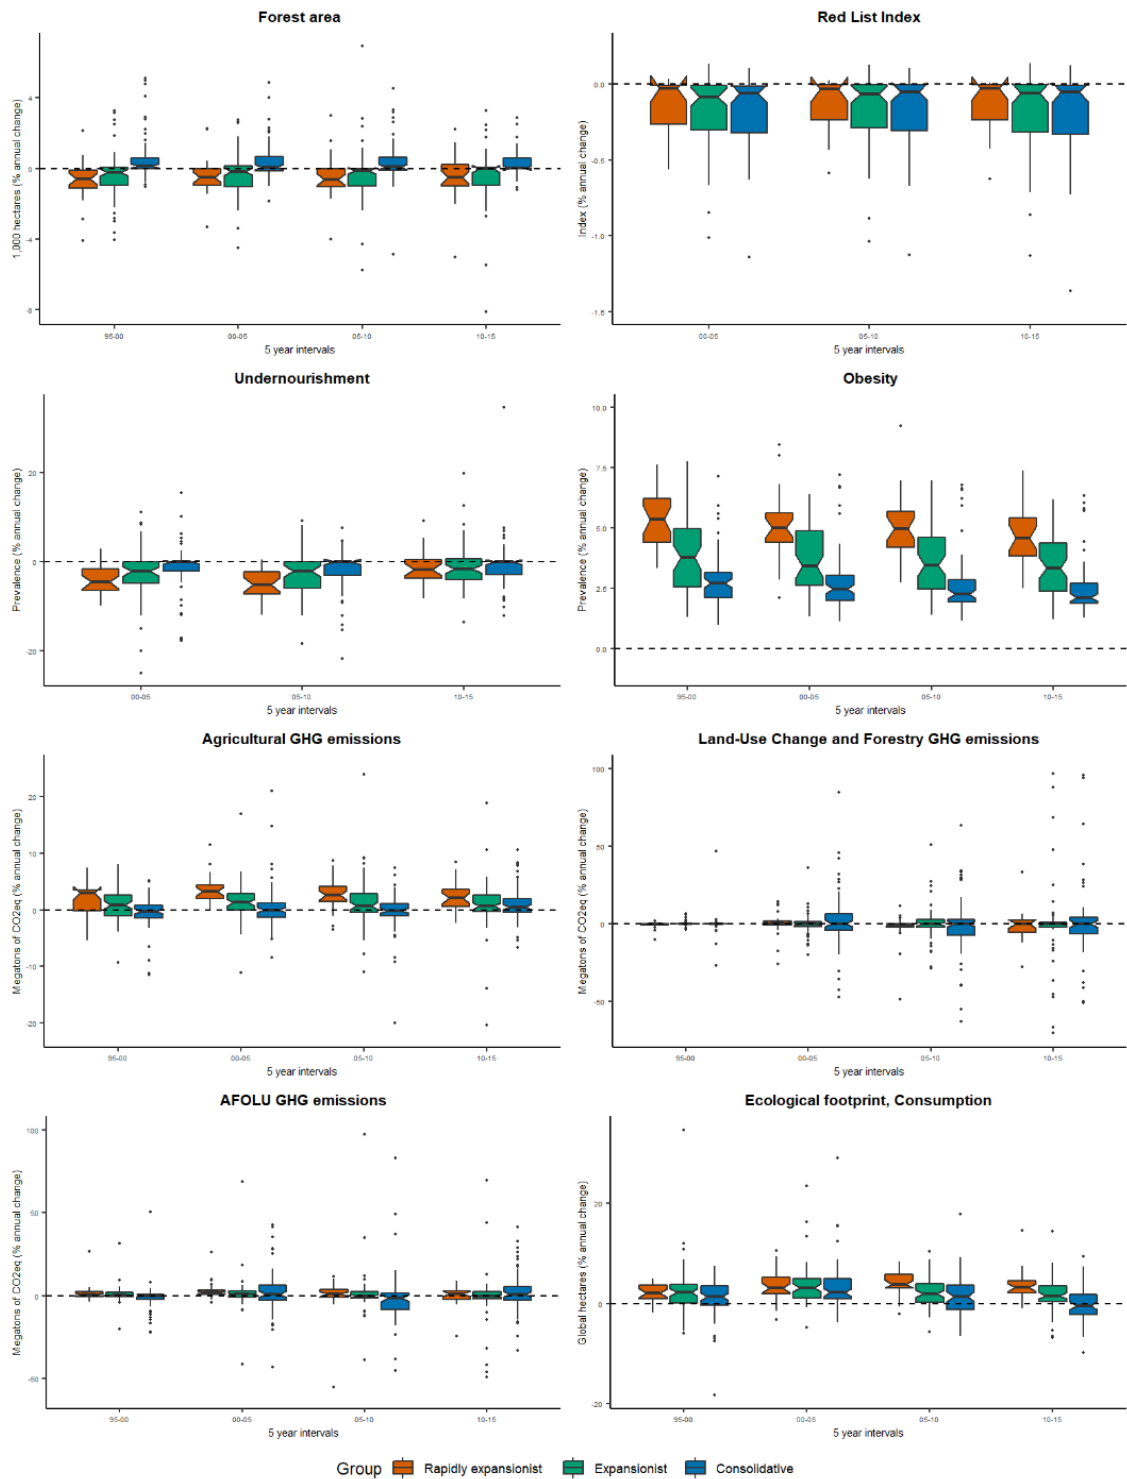 Forest area
1,000 hectares (% annual change)
4
0
-4
-8
95-00 00-05 05-10 10-15
5 year intervals
Red List Index
Index (% annual change)
0.0
-0.5
-1.0
-1.5
00-05 05-10 10-15
5 year intervals
Undernourishment
Prevalence (% annual change)
20
0
-20
00-05 05-10 10-15
5 year intervals
Obesity
Prevalence (% annual change)
10.0
7.5
5.0
2.5
0.0
95-00 00-05 05-10 10-15
5 year intervals
Agricultural GHG emissions
Megatons of CO2eq (% annual change)
20
10
0
-10
-20
95-00 00-05 05-10 10-15
5 year intervals
Land-Use Change and Forestry GHG emissions
Megatons of CO2eq (% annual change)
100
50
0
-50
95-00 00-05 05-10 10-15
5 year intervals
AFOLU GHG emissions
Megatons of CO2eq (% annual change)
100
50
0
-50
95-00 00-05 05-10 10-15
5 year intervals
Ecological footprint, Consumption
Global hectares (% annual change)
20
0
-20
95-00 00-05 05-10 10-15
5 year intervals
Group Rapidly expansionist Expansionist Consolidative